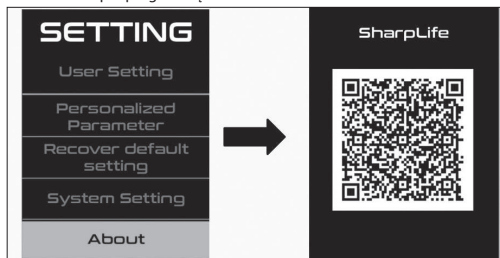 SETTING
User Setting
Personalized
Parameter
Recover default
setting
System Setting
About
SharpLife